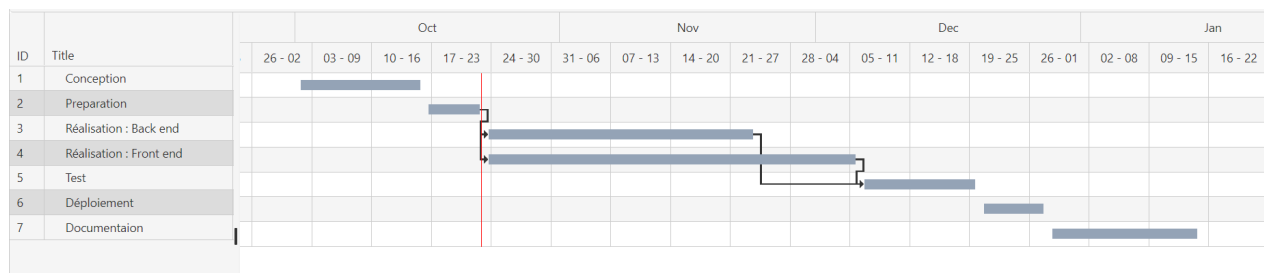 Oct Nov Dec Jan
ID Title 26 - 02 03 - 09 10 - 16 17 - 23 24 - 30 31 - 06 07 - 13 14 - 20 21 - 27 28 - 04 05 - 11 12 - 18 19 - 25 26 - 01 02 - 08 09 - 15 16 - 22
1 Conception
2 Preparation
3 Réalisation : Back end
4 Réalisation : Front end
5 Test
6 Déploiement
7 Documentaion